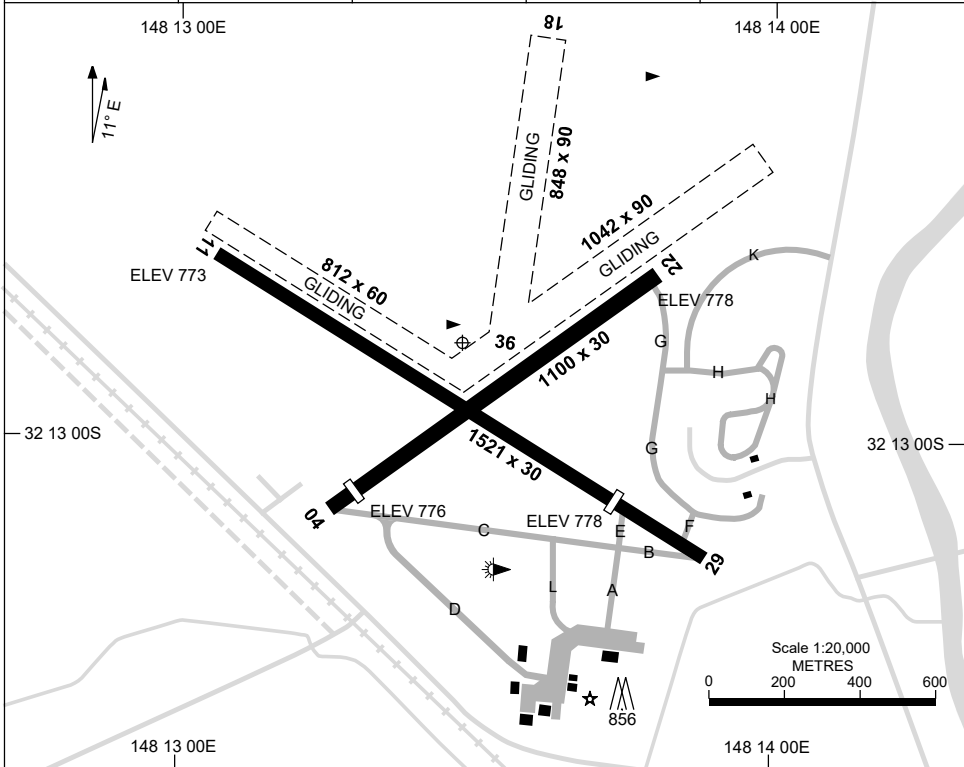 148 13 00E
148 14 00E
18
11° E
GLIDING
848 x 90
1042 x 90
GLIDING
K
11
ELEV 773
812 x 60
GLIDING
22
ELEV 778
36
G
1100 x 30
H
H
32 13 00S
32 13 00S
1521 x 30
G
04
ELEV 776
C
ELEV 778
E
F
B
29
D
L
A
Scale 1:20,000
METRES
0 200 400 600
856
148 13 00E
148 14 00E